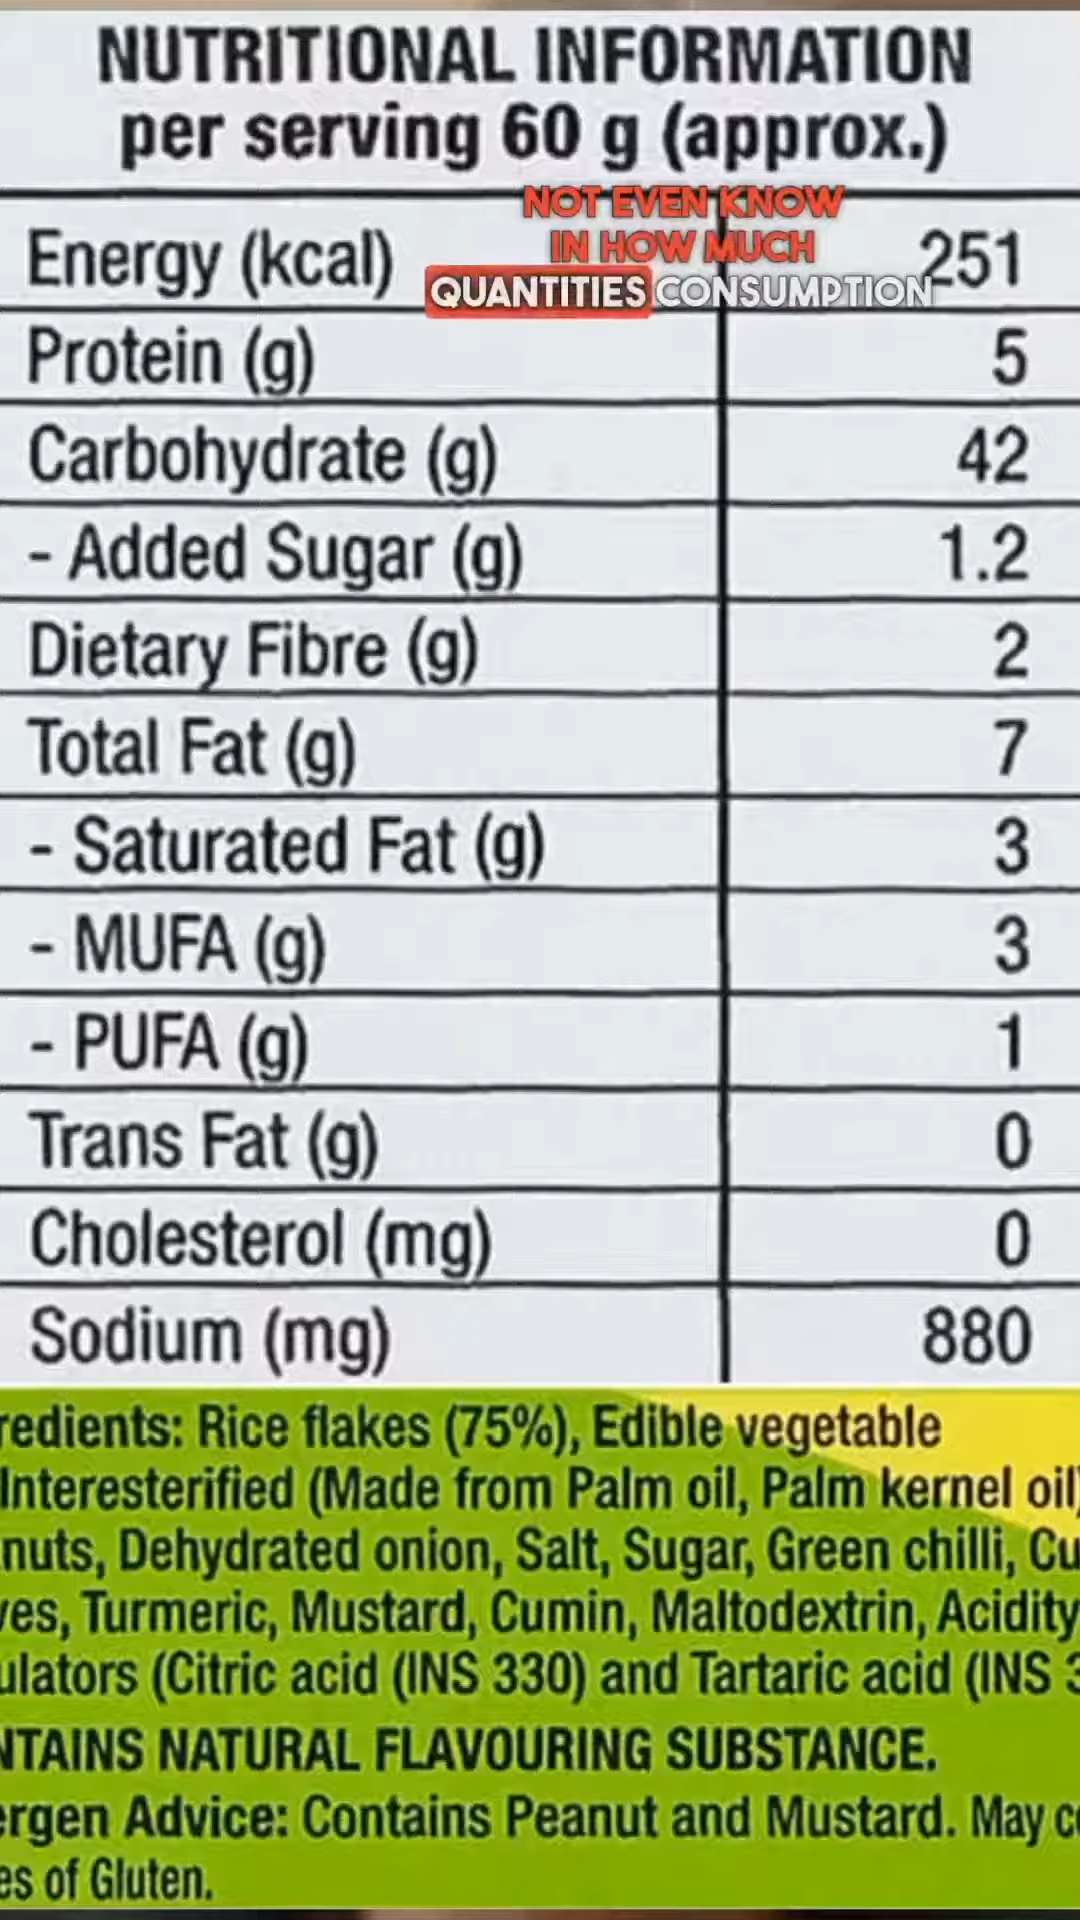 NUTRITIONAL INFORMATION
per serving 60 g (approx.)
NOT EVEN KNOW
IN HOW MUCH
QUANTITIES CONSUMPTION
Energy (kcal) 251
Protein (g) 5
Carbohydrate (g) 42
- Added Sugar (g) 1.2
Dietary Fibre (g) 2
Total Fat (g) 7
- Saturated Fat (g) 3
- MUFA (g) 3
- PUFA (g) 1
Trans Fat (g) 0
Cholesterol (mg) 0
Sodium (mg) 880
redients: Rice flakes (75%), Edible vegetable
Interesterified (Made from Palm oil, Palm kernel oil)
nuts, Dehydrated onion, Salt, Sugar, Green chilli, Cu
ves, Turmeric, Mustard, Cumin, Maltodextrin, Acidity
ulators (Citric acid (INS 330) and Tartaric acid (INS 3
NTAINS NATURAL FLAVOURING SUBSTANCE.
ergen Advice: Contains Peanut and Mustard. May co
es of Gluten.